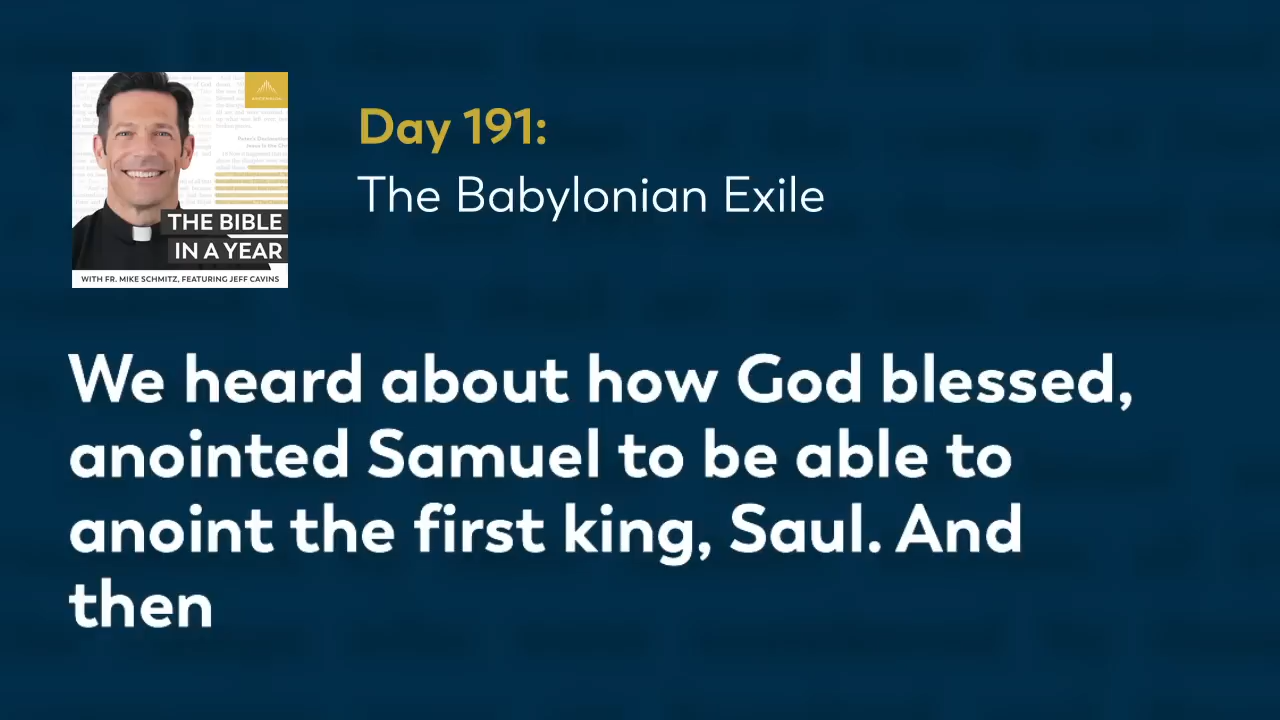 Day 191:
The Babylonian Exile
THE BIBLE
IN A YEAR
WITH FR. MIKE SCHMITZ, FEATURING JEFF CAVINS
We heard about how God blessed,
anointed Samuel to be able to
anoint the first king, Saul. And
then